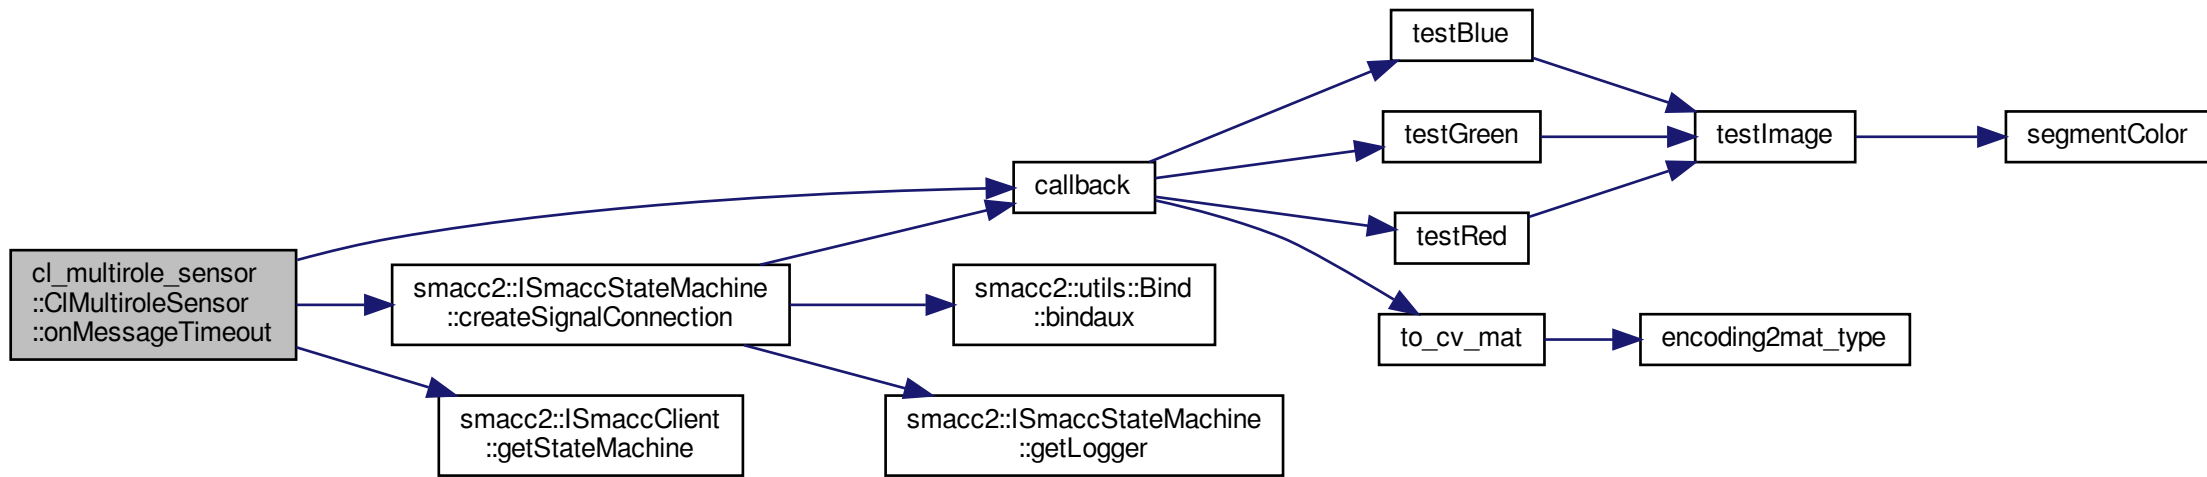 cl_multirole_sensor
::ClMultiroleSensor
::onMessageTimeout
smacc2::ISmaccStateMachine
::createSignalConnection
smacc2::ISmaccClient
::getStateMachine
callback
smacc2::utils::Bind
::bindaux
smacc2::ISmaccStateMachine
::getLogger
testBlue
testGreen
testRed
to_cv_mat
testImage
encoding2mat_type
segmentColor